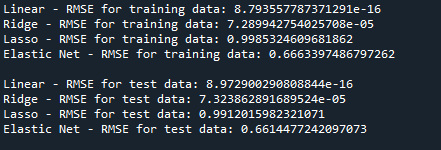 Linear - RMSE for training data: 8.793557787371291e-16
Ridge - RMSE for training data: 7.289942754025708e-05
Lasso - RMSE for training data: 0.9985324609681862
Elastic Net - RMSE for training data: 0.6663397486797262
Linear - RMSE for test data: 8.972900290808844e-16
Ridge - RMSE for test data: 7.323862891689524e-05
Lasso - RMSE for test data: 0.9912015982321071
Elastic Net - RMSE for test data: 0.6614477242097073